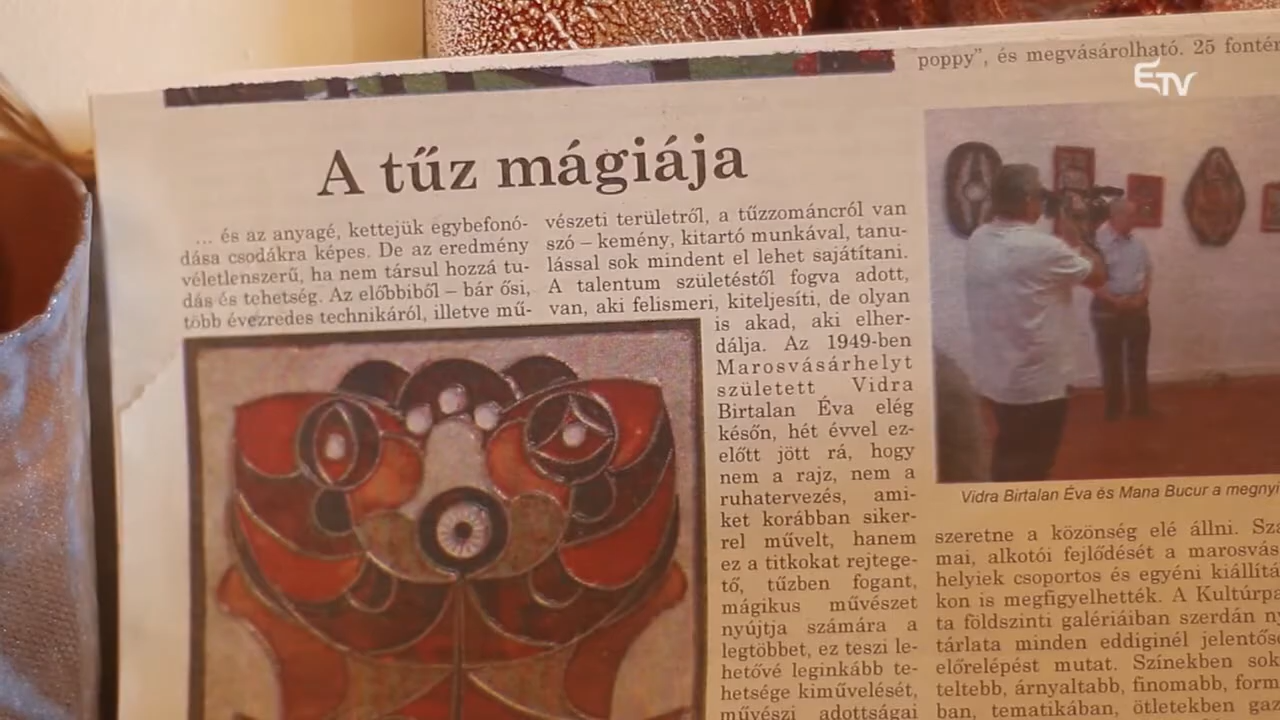 ETV
poppy”, és megvásárolható. 25 fontér
A tűz mágiája
... és az anyagé, kettejük egybefonó-
dása csodákra képes. De az eredmény
véletlenszerű, ha nem társul hozzá tu-
dás és tehetség. Az előbbiből – bár ősi,
több évezredes technikáról, illetve mű-
vészeti területről, a tűzzománcról van
szó – kemény, kitartó munkával, tanu-
lással sok mindent el lehet sajátítani.
A talentum születéstől fogva adott,
van, aki felismeri, kiteljesíti, de olyan
is akad, aki elher-
dálja. Az 1949-ben
Marosvásárhelyt
született Vidra
Birtalan Éva elég
későn, hét évvel ez-
előtt jött rá, hogy
nem a rajz, nem a
ruhatervezés, ami-
ket korábban siker-
rel művelt, hanem
ez a titkokat rejtege-
tő, tűzben fogant,
mágikus művészet
nyújtja számára a
legtöbbet, ez teszi le-
hetővé leginkább te-
hetsége kiművelését,
művészi adottságai
Vidra Birtalan Éva és Mana Bucur a megnyi
szeretne a közönség elé állni. Sza
mai, alkotói fejlődését a marosvás
helyiek csoportos és egyéni kiállítá
kon is megfigyelhették. A Kultúrpa
ta földszinti galériáiban szerdán ny
tárlata minden eddiginél jelentőse
előrelépést mutat. Színekben sok
teltebb, árnyaltabb, finomabb, form
ban, tematikában, ötletekben gaz